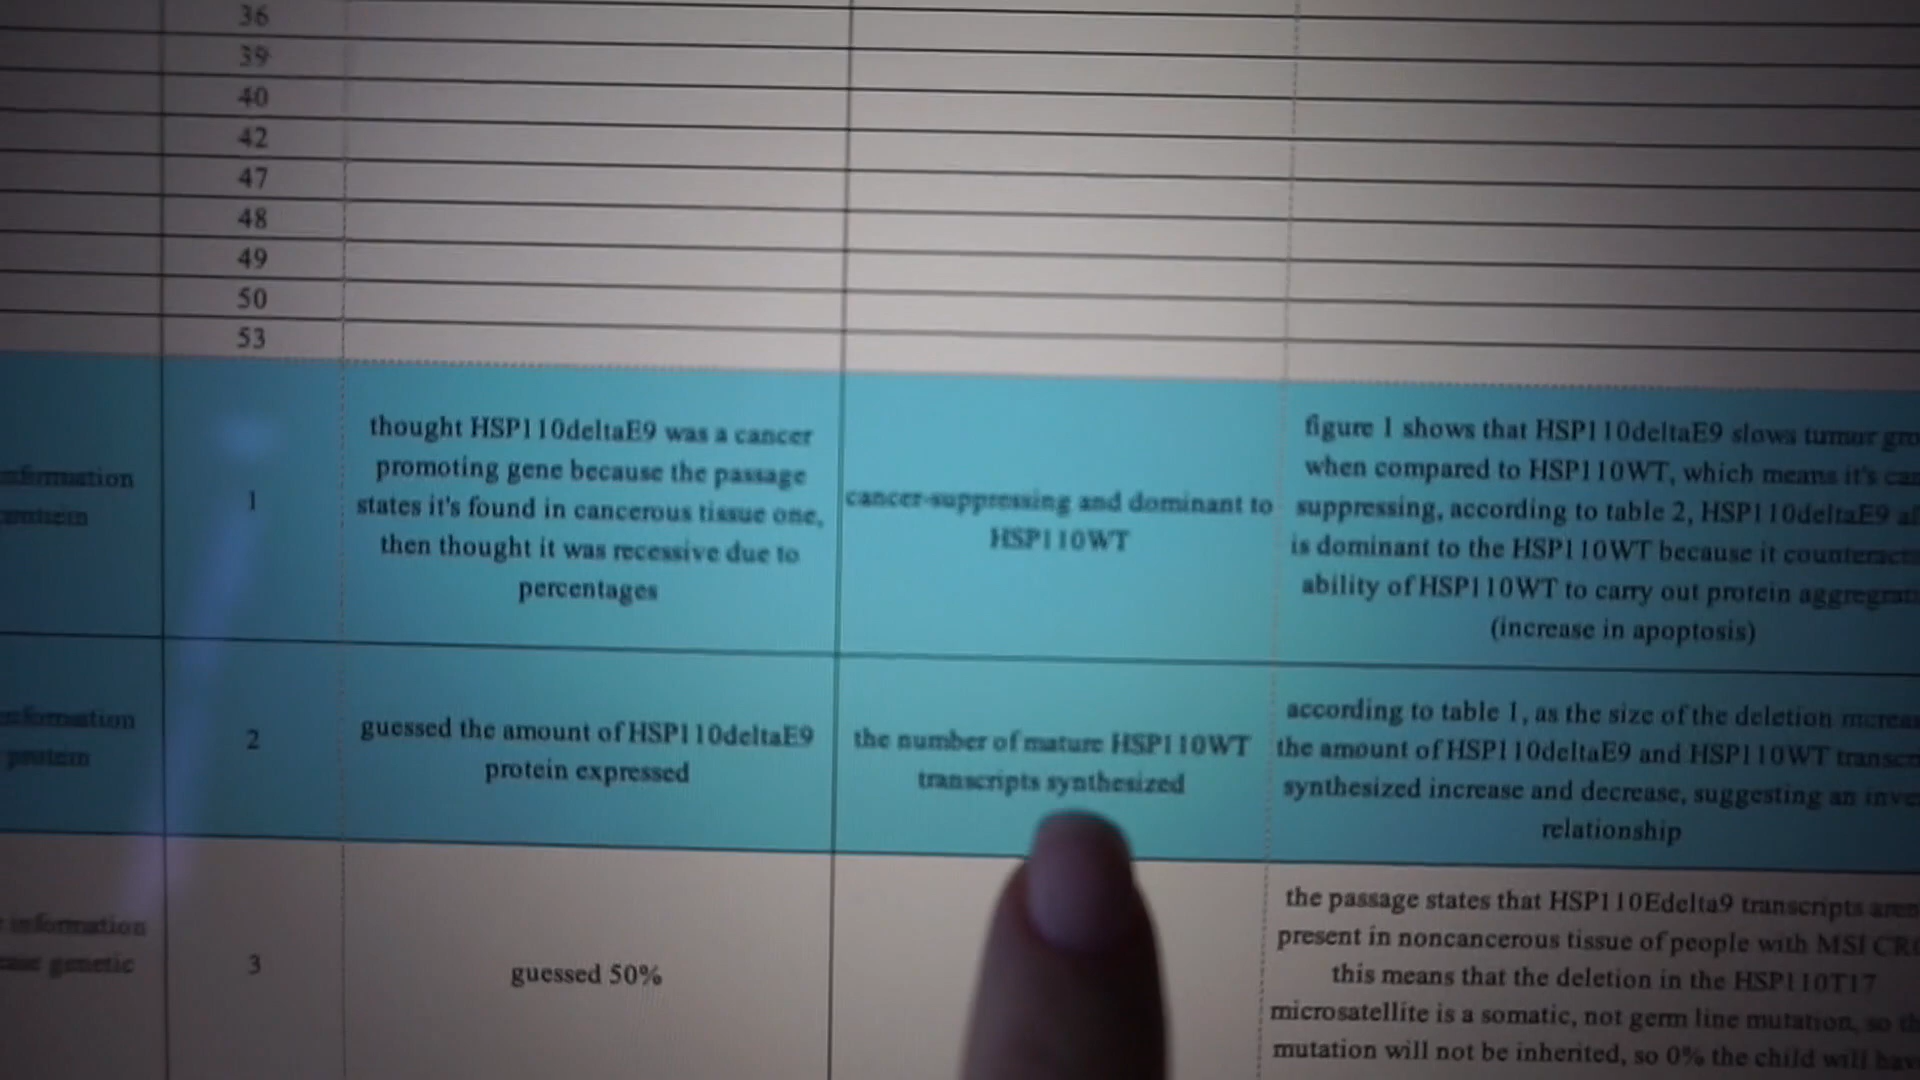 36
39
40
42
47
48
49
50
53
information
protein
1
thought HSP110deltaE9 was a cancer
promoting gene because the passage
states it's found in cancerous tissue one,
then thought it was recessive due to
percentages
cancer-suppressing and dominant to
HSP110WT
figure 1 shows that HSP110deltaE9 slows tumor
when compared to HSP110WT, which means it's
suppressing, according to table 2, HSP110deltaE9
is dominant to the HSP110WT because it
ability of HSP110WT to carry out protein
(increase in apoptosis)
information
protein
2
guessed the amount of HSP110deltaE9
protein expressed
the number of mature HSP110WT
transcripts synthesized
according to table 1, as the size of the deletion
the amount of HSP110deltaE9 and HSP110WT
synthesized increase and decrease, suggesting an
relationship
information
genetic
3
guessed 50%
the passage states that HSP110Edelta9 transcripts
present in noncancerous tissue of people with MSI
this means that the deletion in the HSP110T17
microsatellite is a somatic, not germ line mutation, so
mutation will not be inherited, so 0% the child will